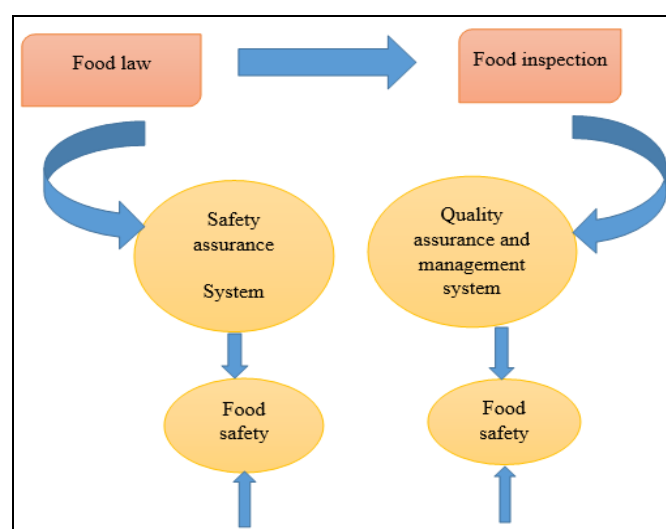 Food law
Food inspection
Safety
assurance
System
Quality
assurance and
management
system
Food
safety
Food
safety